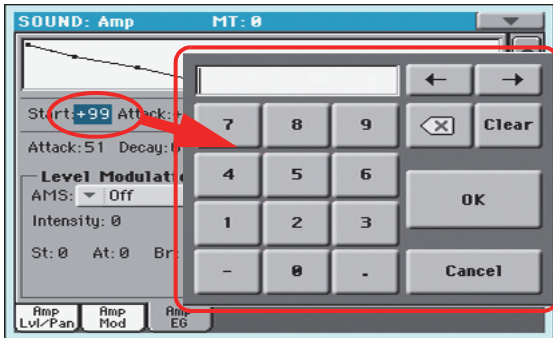 SOUND: Amp MT: 0
Start: +99 Attack:
Attack: 51 Decay:
Level Modulati
AMS: Off
Intensity: 0
St: 0 At: 0 Br:
Amp Lvl/Pan
Amp Mod
Amp EG
← →
7 8 9 Clear
4 5 6
OK
1 2 3
- 0 . Cancel